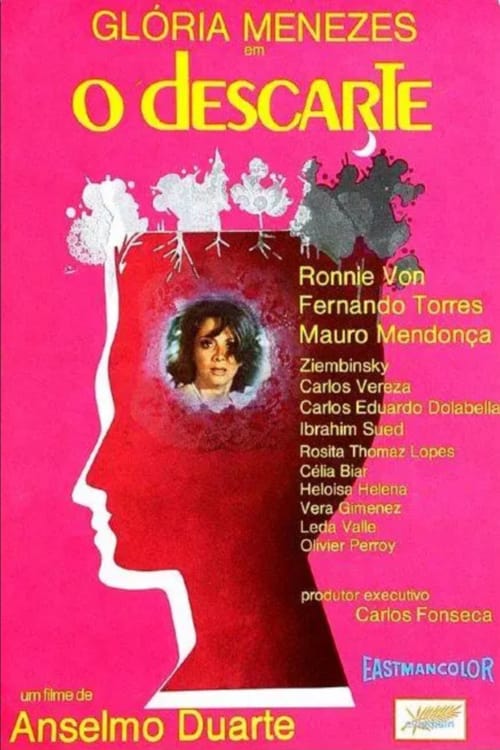 GLÓRIA MENEZES
em
O DESCARTE
Ronnie Von
Fernando Torres
Mauro Mendonça
Ziembinsky
Carlos Vereza
Carlos Eduardo Dolabella
Ibrahim Sued
Rosita Thomaz Lopes
Célia Biar
Heloisa Helena
Vera Gimenez
Leda Valle
Olivier Perroy
produtor executivo
Carlos Fonseca
EASTMANCOLOR
um filme de
Anselmo Duarte